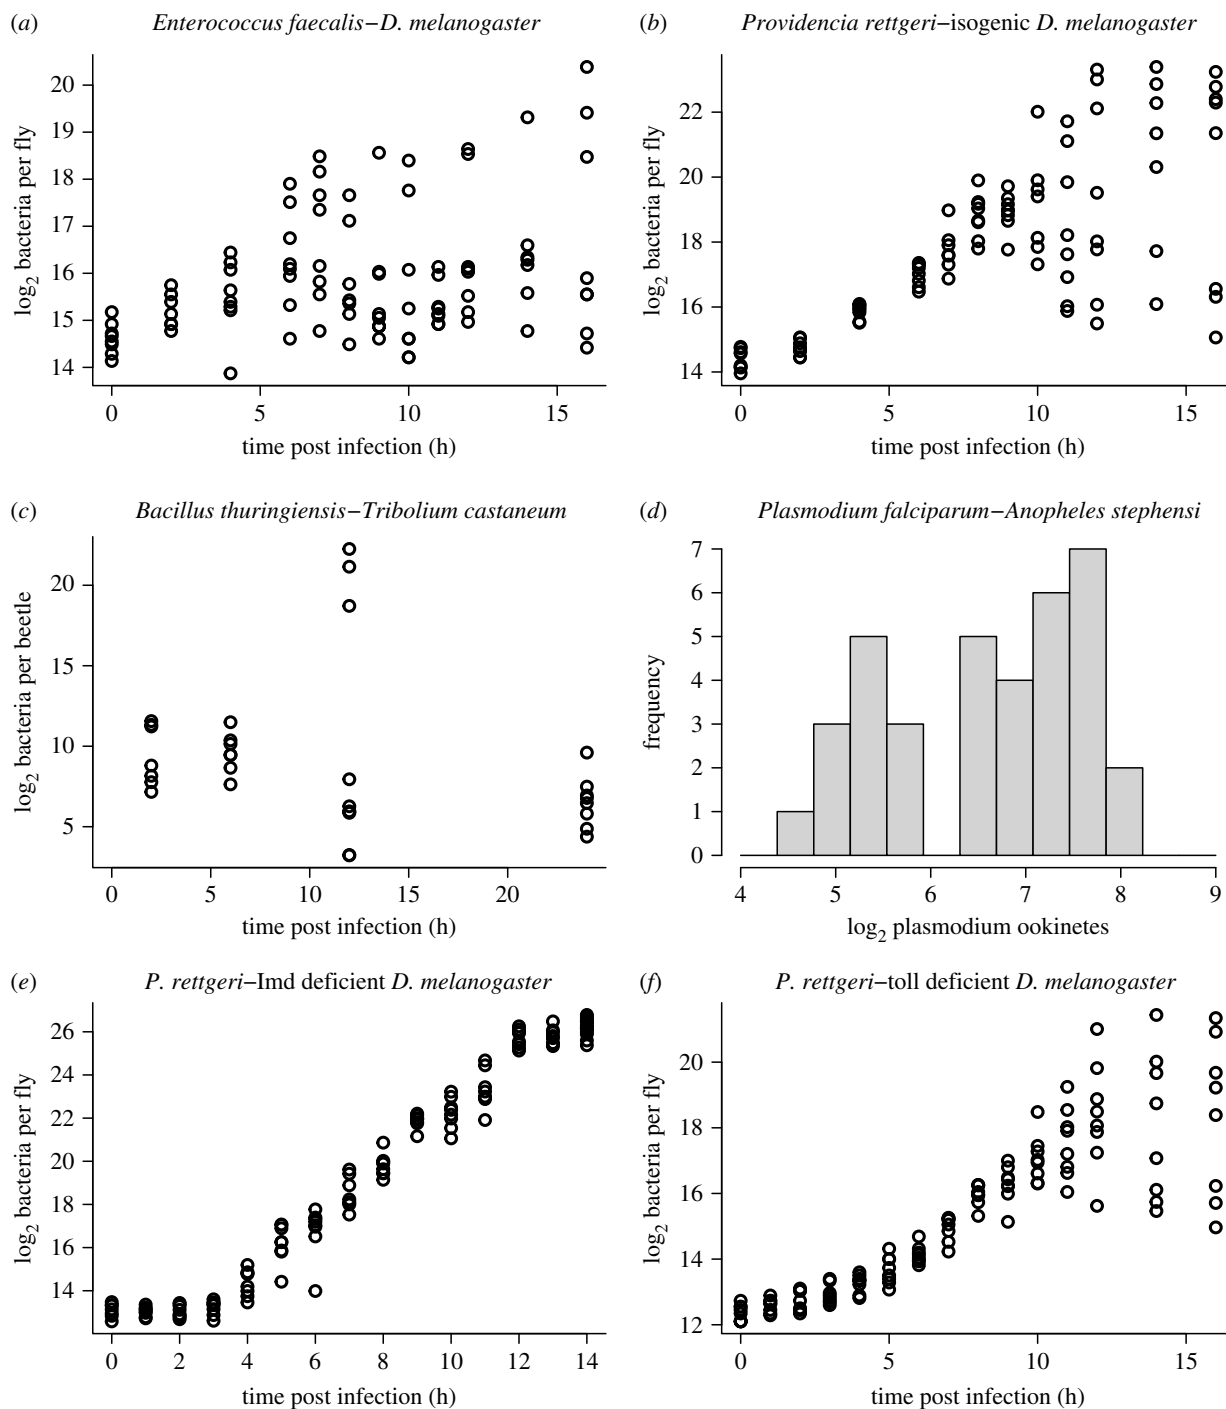 (a) Enterococcus faecalis–D. melanogaster
20
19
18
17
16
15
14
log2 bacteria per fly
0 5 10 15
time post infection (h)
(b) Providencia rettgeri–isogenic D. melanogaster
22
20
18
16
14
log2 bacteria per fly
0 5 10 15
time post infection (h)
(c) Bacillus thuringiensis–Tribolium castaneum
20
15
10
5
log2 bacteria per beetle
0 5 10 15 20
time post infection (h)
(d) Plasmodium falciparum–Anopheles stephensi
7
6
5
4
3
2
1
0
frequency
4 5 6 7 8 9
log2 plasmodium ookinetes
(e) P. rettgeri–Imd deficient D. melanogaster
26
24
22
20
18
16
14
log2 bacteria per fly
0 2 4 6 8 10 12 14
time post infection (h)
(f) P. rettgeri–toll deficient D. melanogaster
20
18
16
14
12
log2 bacteria per fly
0 5 10 15
time post infection (h)